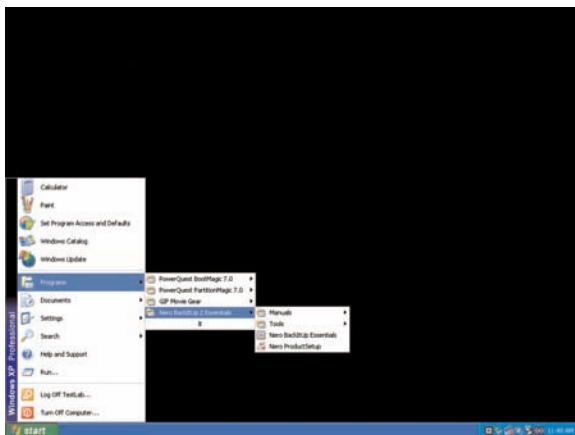 Calculator
Paint
Set Program Access and Defaults
Windows Catalog
Windows Update
Programs
Documents
Settings
Search
Help and Support
Run...
Log Off TestLab...
Turn Off Computer...
Windows XP Professional
PowerQuest BootMagic 7.0
PowerQuest PartitionMagic 7.0
GIF Movie Gear
Nero BackItUp 2 Essentials
Manuals
Tools
Nero BackItUp Essentials
Nero ProductSetup
start